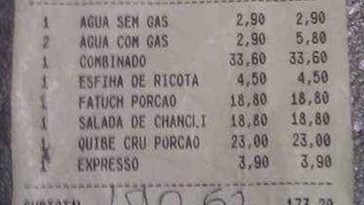 1 AGUA SEM GAS 2,90 2,90
2 AGUA COM GAS 2,90 5,80
1 COMBINADO 33,60 33,60
1 ESFIHA DE RICOTA 4,50 4,50
1 FATUCH PORCAO 18,80 18,80
1 SALADA DE CHANCLI 18,80 18,80
1 QUIBE CRU PORCAO 23,00 23,00
1 EXPRESSO 3,90 3,90
SUBTOTAL